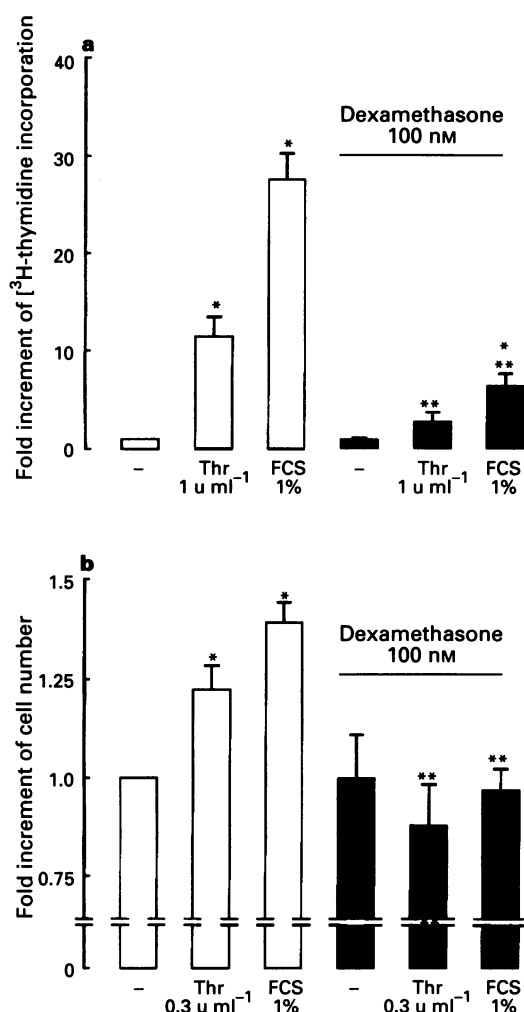 a
Fold increment of [³H-thymidine incorporation
40
30
20
10
0
Dexamethasone
100 nM
*
*
**
*
**
–
Thr
1 u ml⁻¹
FCS
1%
–
Thr
1 u ml⁻¹
FCS
1%
b
Fold increment of cell number
1.5
1.25
1.0
0.75
0
Dexamethasone
100 nM
*
*
**
**
–
Thr
0.3 u ml⁻¹
FCS
1%
–
Thr
0.3 u ml⁻¹
FCS
1%